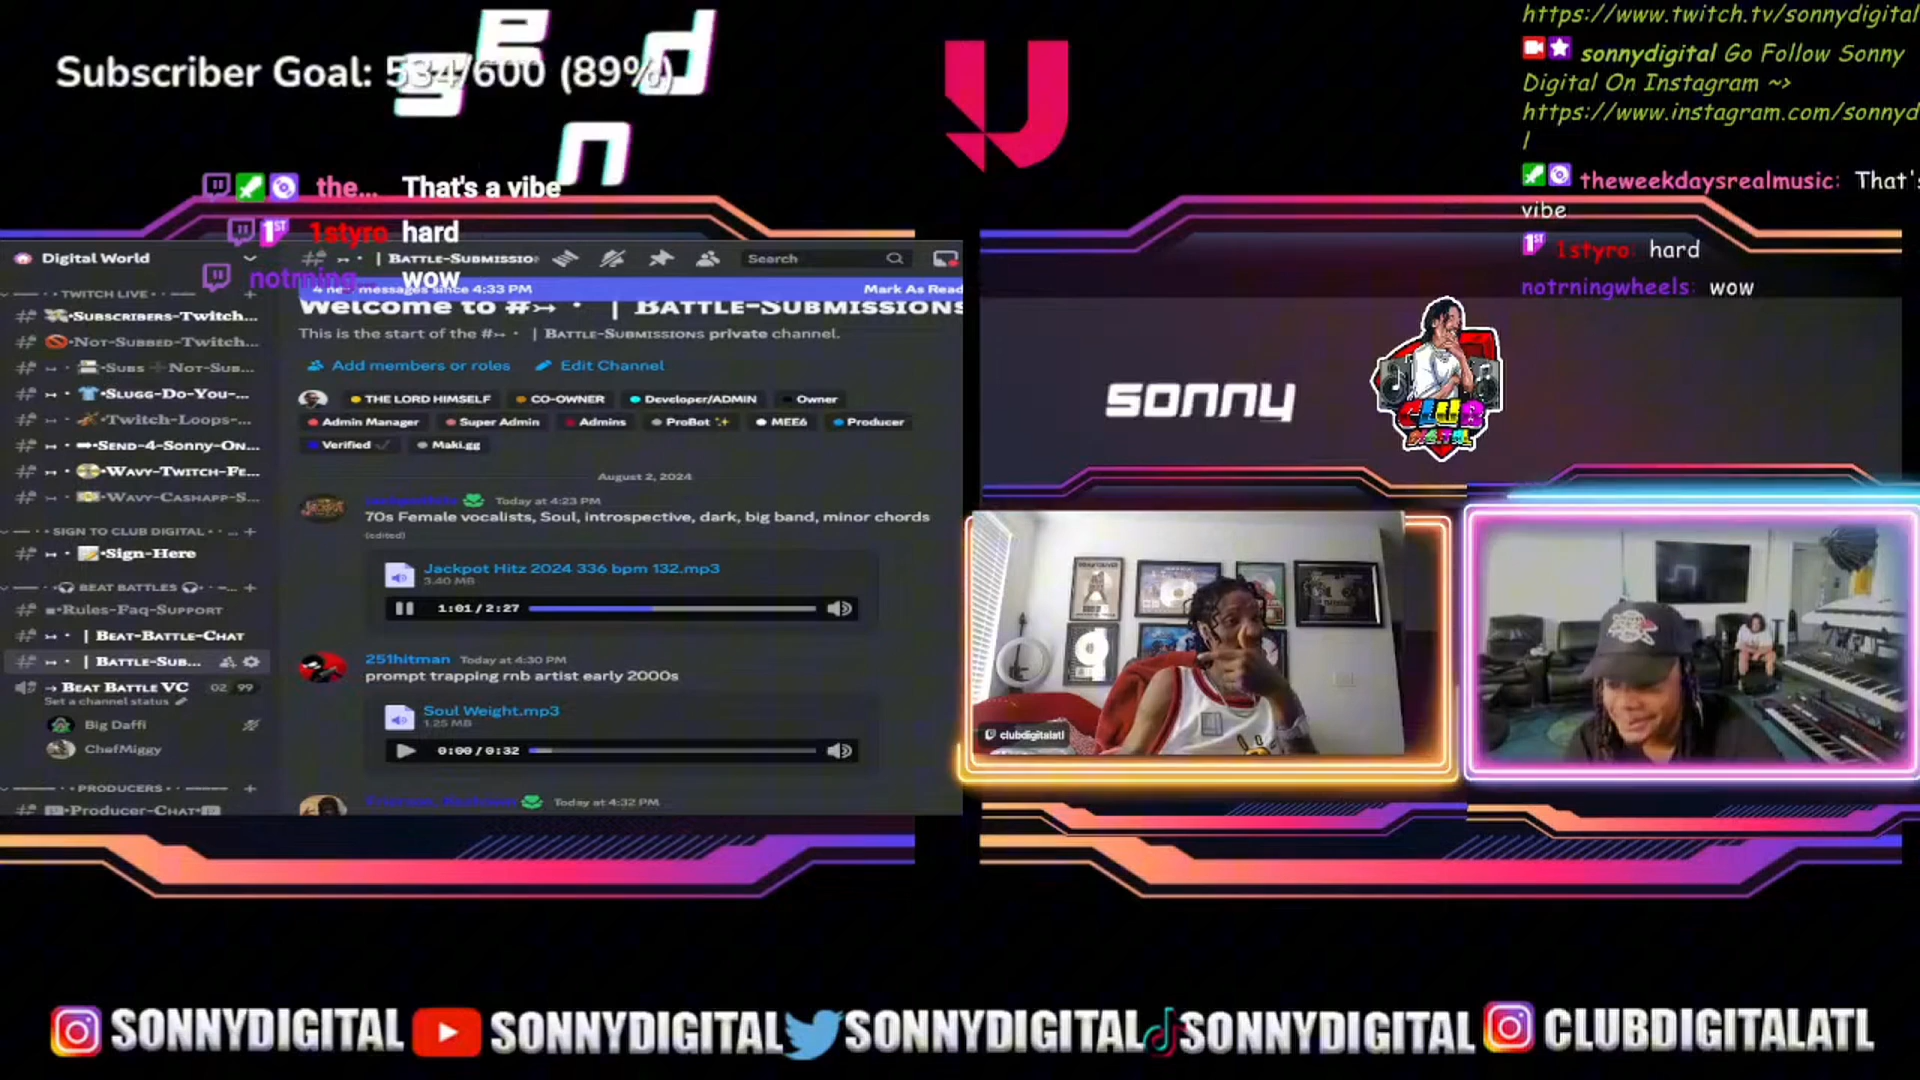 Subscriber Goal: 534/600 (89%)
the... That's a vibe
1styro hard
notrning... wow
https://www.twitch.tv/sonnydigital
sonnydigital Go Follow Sonny
Digital On Instagram ~>
https://www.instagram.com/sonnyd
l
theweekdaysrealmusic: That's
vibe
1styro: hard
notrningwheels: wow
Digital World
TWITCH LIVE
Subscribers-Twitch...
Not-Subbed-Twitch...
Subs Not-Sub...
Slugg-Do-You-...
Twitch-Loops-...
Send-4-Sonny-On...
Wavy-Twitch-Fe...
Wavy-Cashapp-S...
SIGN TO CLUB DIGITAL
Sign-Here
BEAT BATTLES
Rules-Faq-Support
| Beat-Battle-Chat
| Battle-Sub...
Beat Battle VC 02 99
Set a channel status
Big Daffi
ChefMiggy
PRODUCERS
Producer-Chat
| Battle-Submissio
Search
new messages since 4:33 PM Mark As Read
Welcome to # | Battle-Submissions
This is the start of the # | Battle-Submissions private channel.
Add members or roles Edit Channel
THE LORD HIMSELF CO-OWNER Developer/ADMIN Owner
Admin Manager Super Admin Admins ProBot MEE6 Producer
Verified Maki.gg
August 2, 2024
Today at 4:23 PM
70s Female vocalists, Soul, introspective, dark, big band, minor chords
(edited)
Jackpot Hitz 2024 336 bpm 132.mp3
3.40 MB
1:01/2:27
251hitman Today at 4:30 PM
prompt trapping rnb artist early 2000s
Soul Weight.mp3
1.25 MB
0:00/0:32
Today at 4:32 PM
sonny
CLUB
DIGITAL
clubdigitalatl
SONNYDIGITAL SONNYDIGITAL SONNYDIGITAL SONNYDIGITAL CLUBDIGITALATL